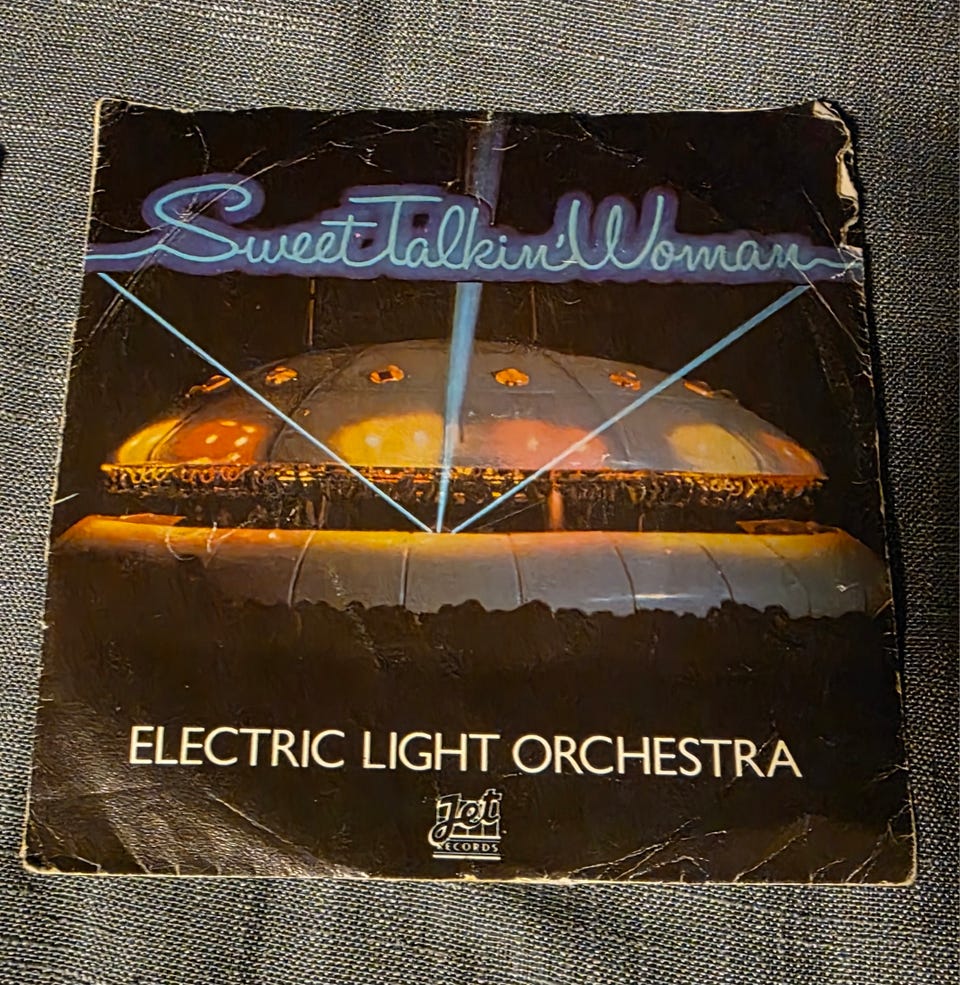 Sweet Talkin' Woman
ELECTRIC LIGHT ORCHESTRA
Jet
RECORDS